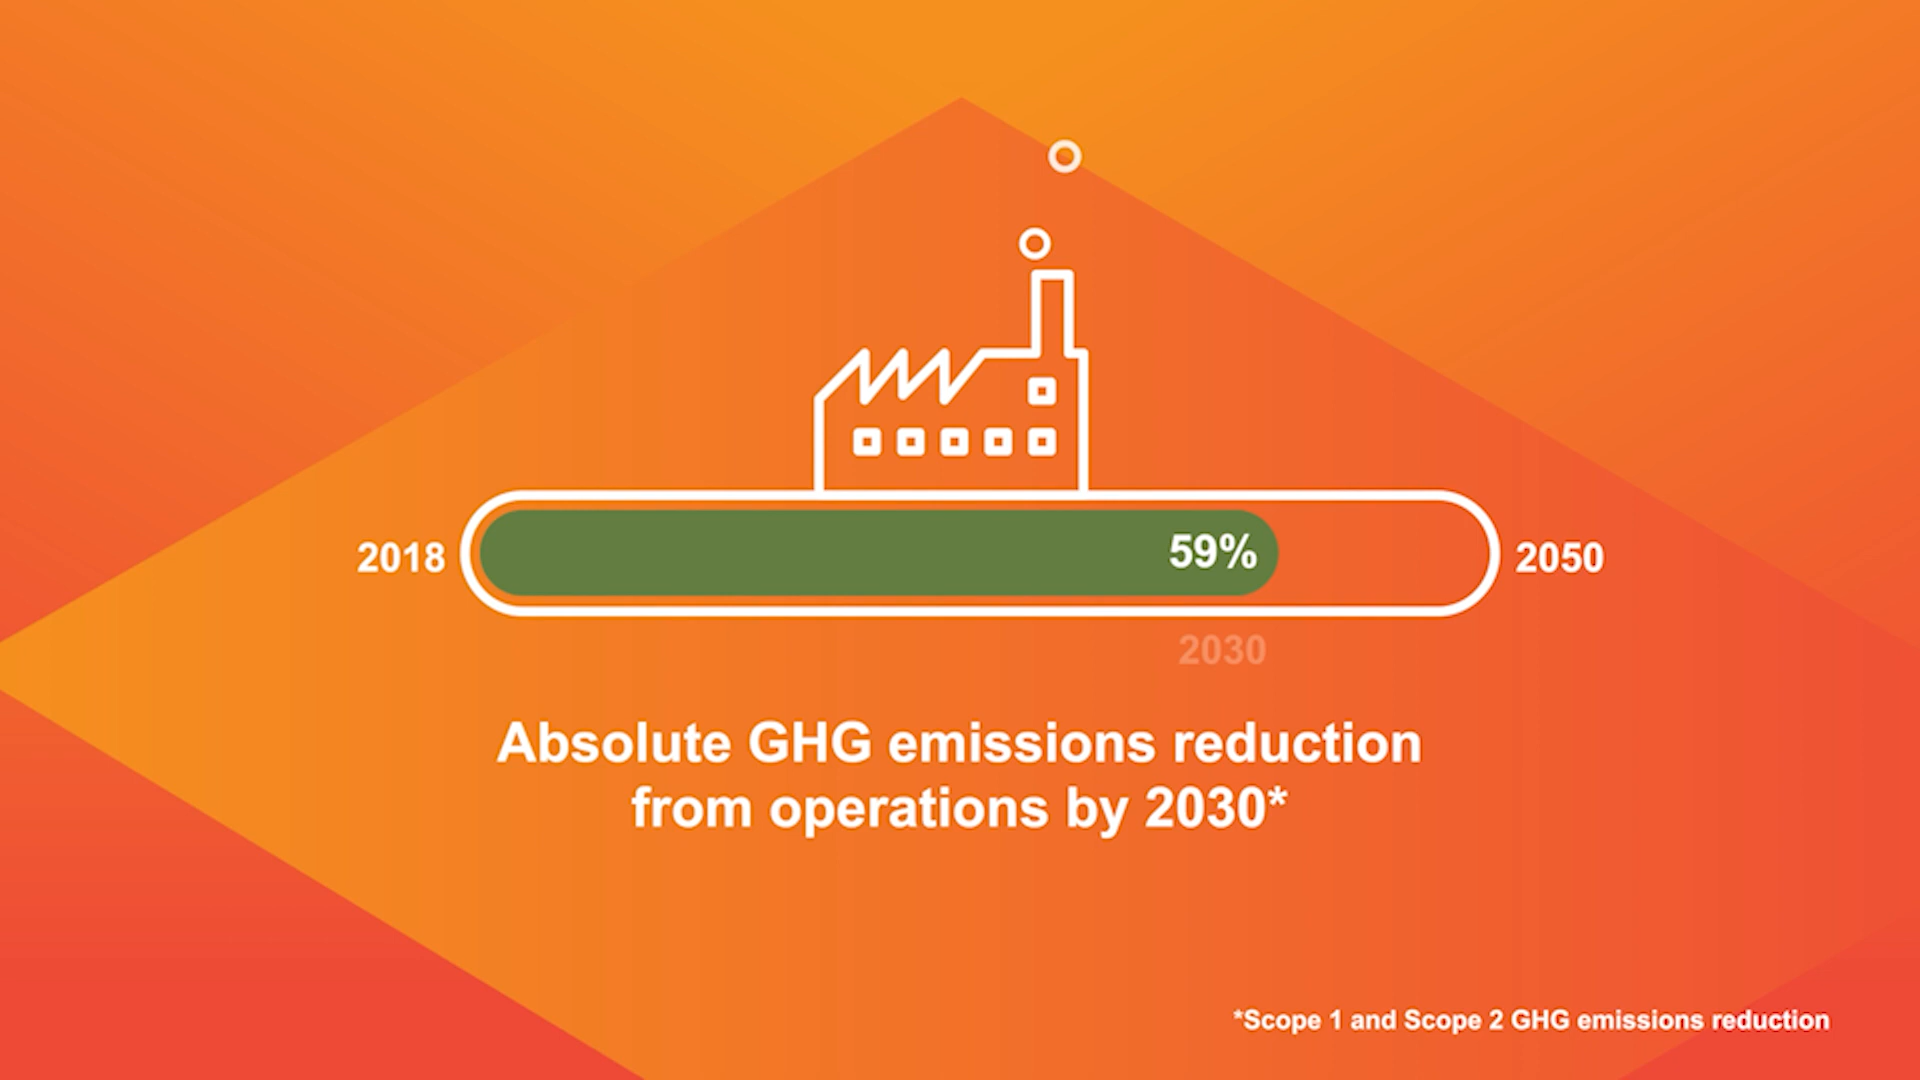 2018
59%
2050
2030
Absolute GHG emissions reduction
from operations by 2030*
*Scope 1 and Scope 2 GHG emissions reduction